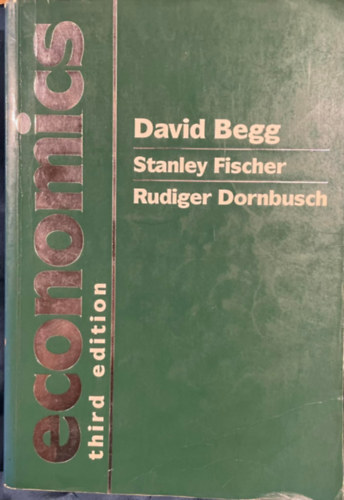 economics
third edition
David Begg
Stanley Fischer
Rudiger Dornbusch